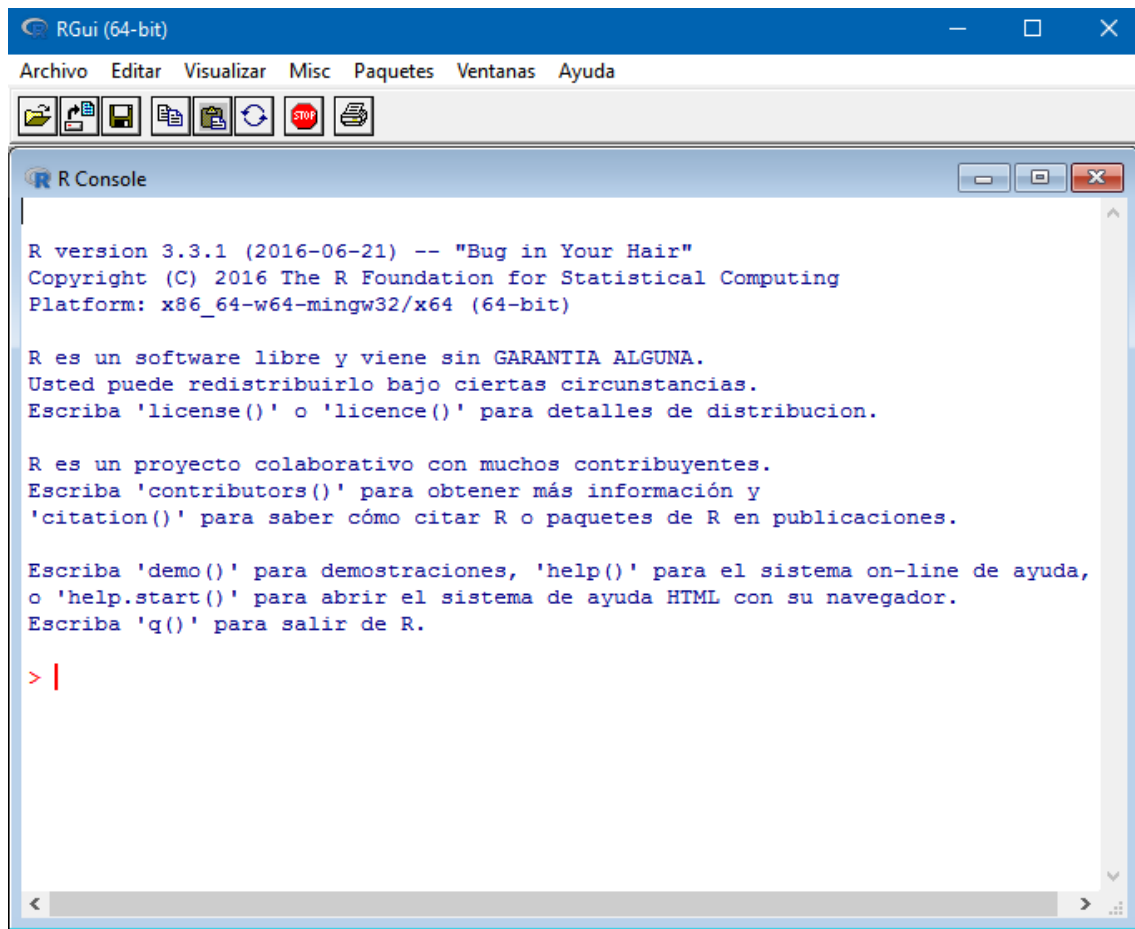 RGui (64-bit)
Archivo Editar Visualizar Misc Paquetes Ventanas Ayuda
STOP
R Console
R version 3.3.1 (2016-06-21) -- "Bug in Your Hair"
Copyright (C) 2016 The R Foundation for Statistical Computing
Platform: x86_64-w64-mingw32/x64 (64-bit)
R es un software libre y viene sin GARANTIA ALGUNA.
Usted puede redistribuirlo bajo ciertas circunstancias.
Escriba 'license()' o 'licence()' para detalles de distribucion.
R es un proyecto colaborativo con muchos contribuyentes.
Escriba 'contributors()' para obtener más información y
'citation()' para saber cómo citar R o paquetes de R en publicaciones.
Escriba 'demo()' para demostraciones, 'help()' para el sistema on-line de ayuda,
o 'help.start()' para abrir el sistema de ayuda HTML con su navegador.
Escriba 'q()' para salir de R.
>